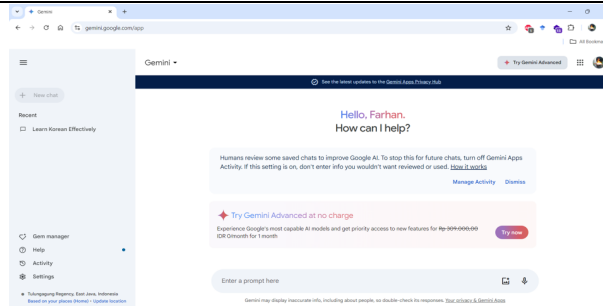 Gemini
gemini.google.com/app
All Bookma
Gemini
Try Gemini Advanced
See the latest updates to the Gemini Apps Privacy Hub
New chat
Recent
Learn Korean Effectively
Hello, Farhan.
How can I help?
Humans review some saved chats to improve Google AI. To stop this for future chats, turn off Gemini Apps
Activity. If this setting is on, don't enter info you wouldn't want reviewed or used. How it works
Manage Activity Dismiss
Try Gemini Advanced at no charge
Experience Google's most capable AI models and get priority access to new features for Rp 309.000,00
IDR 0/month for 1 month
Try now
Gem manager
Help
Activity
Settings
Tulungagung Regency, East Java, Indonesia
Based on your places (Home) • Update location
Enter a prompt here
Gemini may display inaccurate info, including about people, so double-check its responses. Your privacy & Gemini Apps